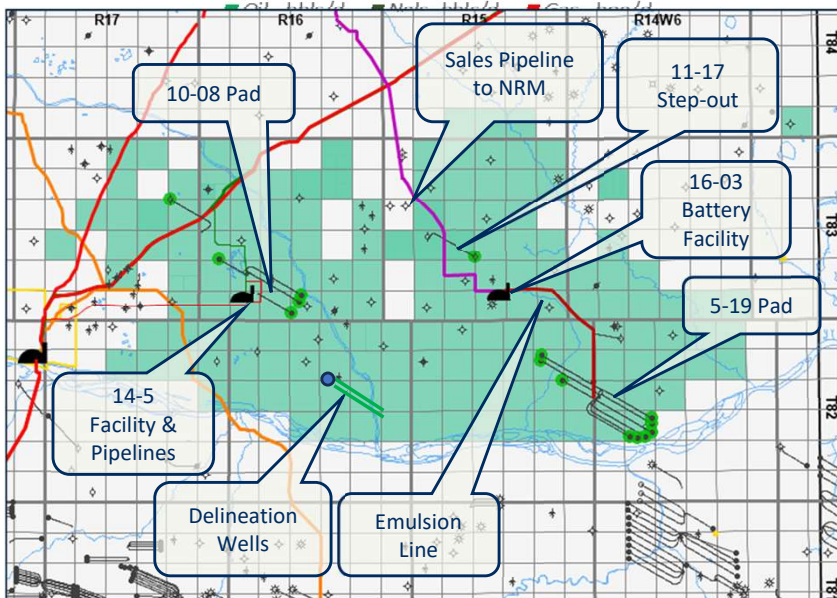 R17
R16
R15
R14W6
T84
10-08 Pad
Sales Pipeline
to NRM
11-17
Step-out
16-03
Battery
Facility
T83
5-19 Pad
14-5
Facility &
Pipelines
T82
Delineation
Wells
Emulsion
Line